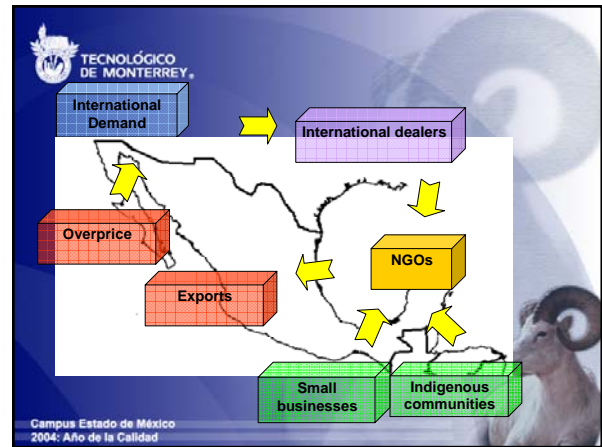 TECNOLÓGICO
DE MONTERREY®
International
Demand
International dealers
Overprice
NGOs
Exports
Small
businesses
Indigenous
communities
Campus Estado de México
2004: Año de la Calidad